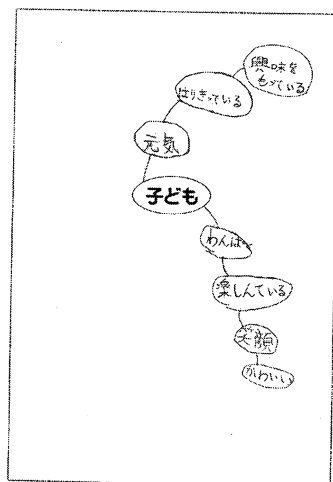 興味を
もっている
はりきっている
元気
子ども
わんぱく
楽しんている
笑顔
かわいい